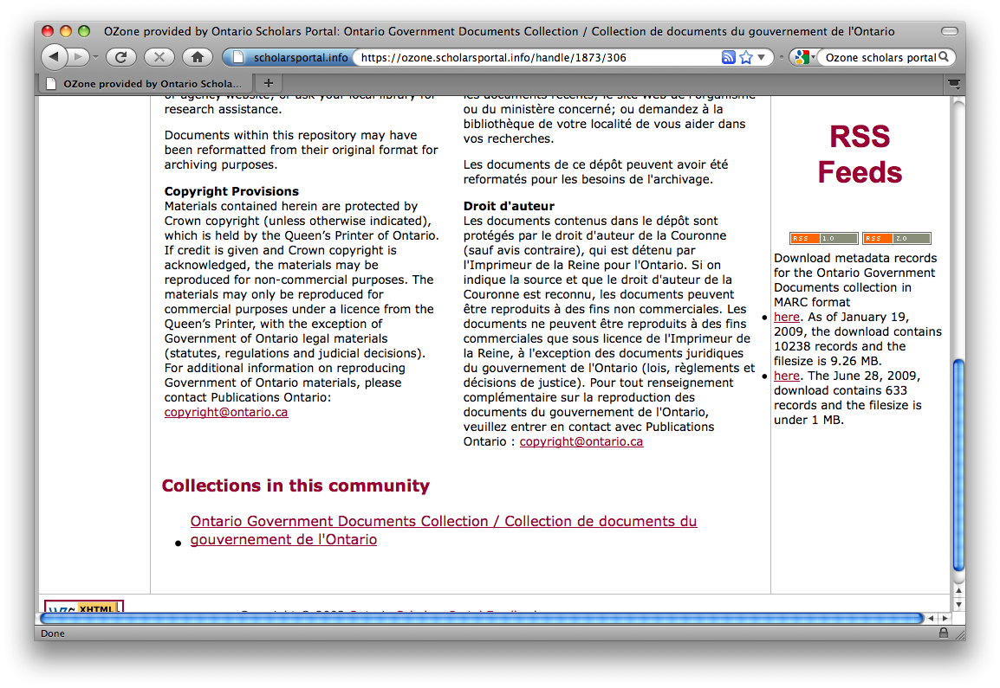 OZone provided by Ontario Scholars Portal: Ontario Government Documents Collection / Collection de documents du gouvernement de l'Ontario
scholarsportal.info
https://ozone.scholarsportal.info/handle/1873/306
Ozone scholars portal
OZone provided by Ontario Schola...
or agency website, or ask your local library for
research assistance.
Documents within this repository may have
been reformatted from their original format for
archiving purposes.
Copyright Provisions
Materials contained herein are protected by
Crown copyright (unless otherwise indicated),
which is held by the Queen’s Printer of Ontario.
If credit is given and Crown copyright is
acknowledged, the materials may be
reproduced for non-commercial purposes. The
materials may only be reproduced for
commercial purposes under a licence from the
Queen’s Printer, with the exception of
Government of Ontario legal materials
(statutes, regulations and judicial decisions).
For additional information on reproducing
Government of Ontario materials, please
contact Publications Ontario:
copyright@ontario.ca
les documents récents, le site Web de l'organisme
ou du ministère concerné; ou demandez à la
bibliothèque de votre localité de vous aider dans
vos recherches.
Les documents de ce dépôt peuvent avoir été
reformatés pour les besoins de l'archivage.
Droit d'auteur
Les documents contenus dans le dépôt sont
protégés par le droit d'auteur de la Couronne
(sauf avis contraire), qui est détenu par
l'Imprimeur de la Reine pour l'Ontario. Si on
indique la source et que le droit d'auteur de la
Couronne est reconnu, les documents peuvent
être reproduits à des fins non commerciales. Les
documents ne peuvent être reproduits à des fins
commerciales que sous licence de l'Imprimeur de
la Reine, à l'exception des documents juridiques
du gouvernement de l'Ontario (lois, règlements et
décisions de justice). Pour tout renseignement
complémentaire sur la reproduction des
documents du gouvernement de l'Ontario,
veuillez entrer en contact avec Publications
Ontario : copyright@ontario.ca
RSS
Feeds
RSS 1.0 RSS 2.0
Download metadata records
for the Ontario Government
Documents collection in
MARC format
• here. As of January 19,
2009, the download contains
10238 records and the
filesize is 9.26 MB.
• here. The June 28, 2009,
download contains 633
records and the filesize is
under 1 MB.
Collections in this community
Ontario Government Documents Collection / Collection de documents du
• gouvernement de l'Ontario
W3C XHTML
Done